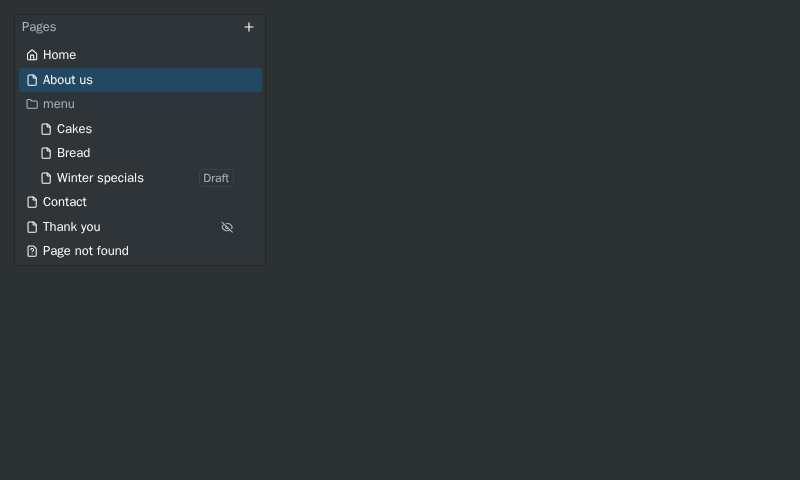 Pages
Home
About us
menu
Cakes
Bread
Winter specials Draft
Contact
Thank you
Page not found